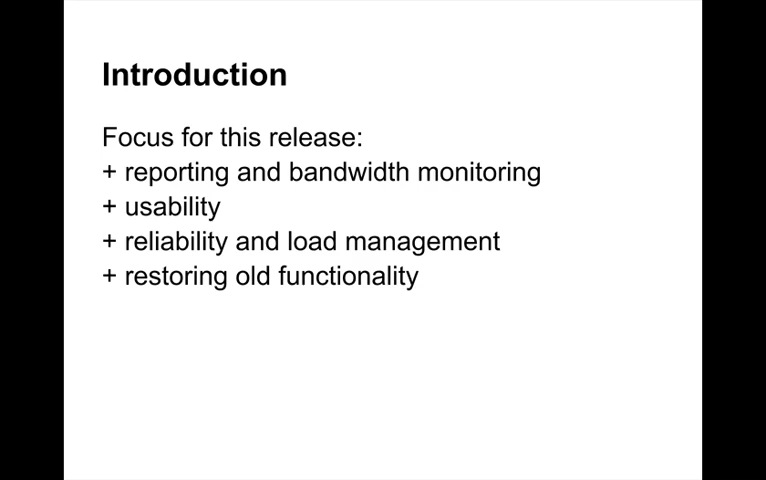 Introduction
Focus for this release:
+ reporting and bandwidth monitoring
+ usability
+ reliability and load management
+ restoring old functionality